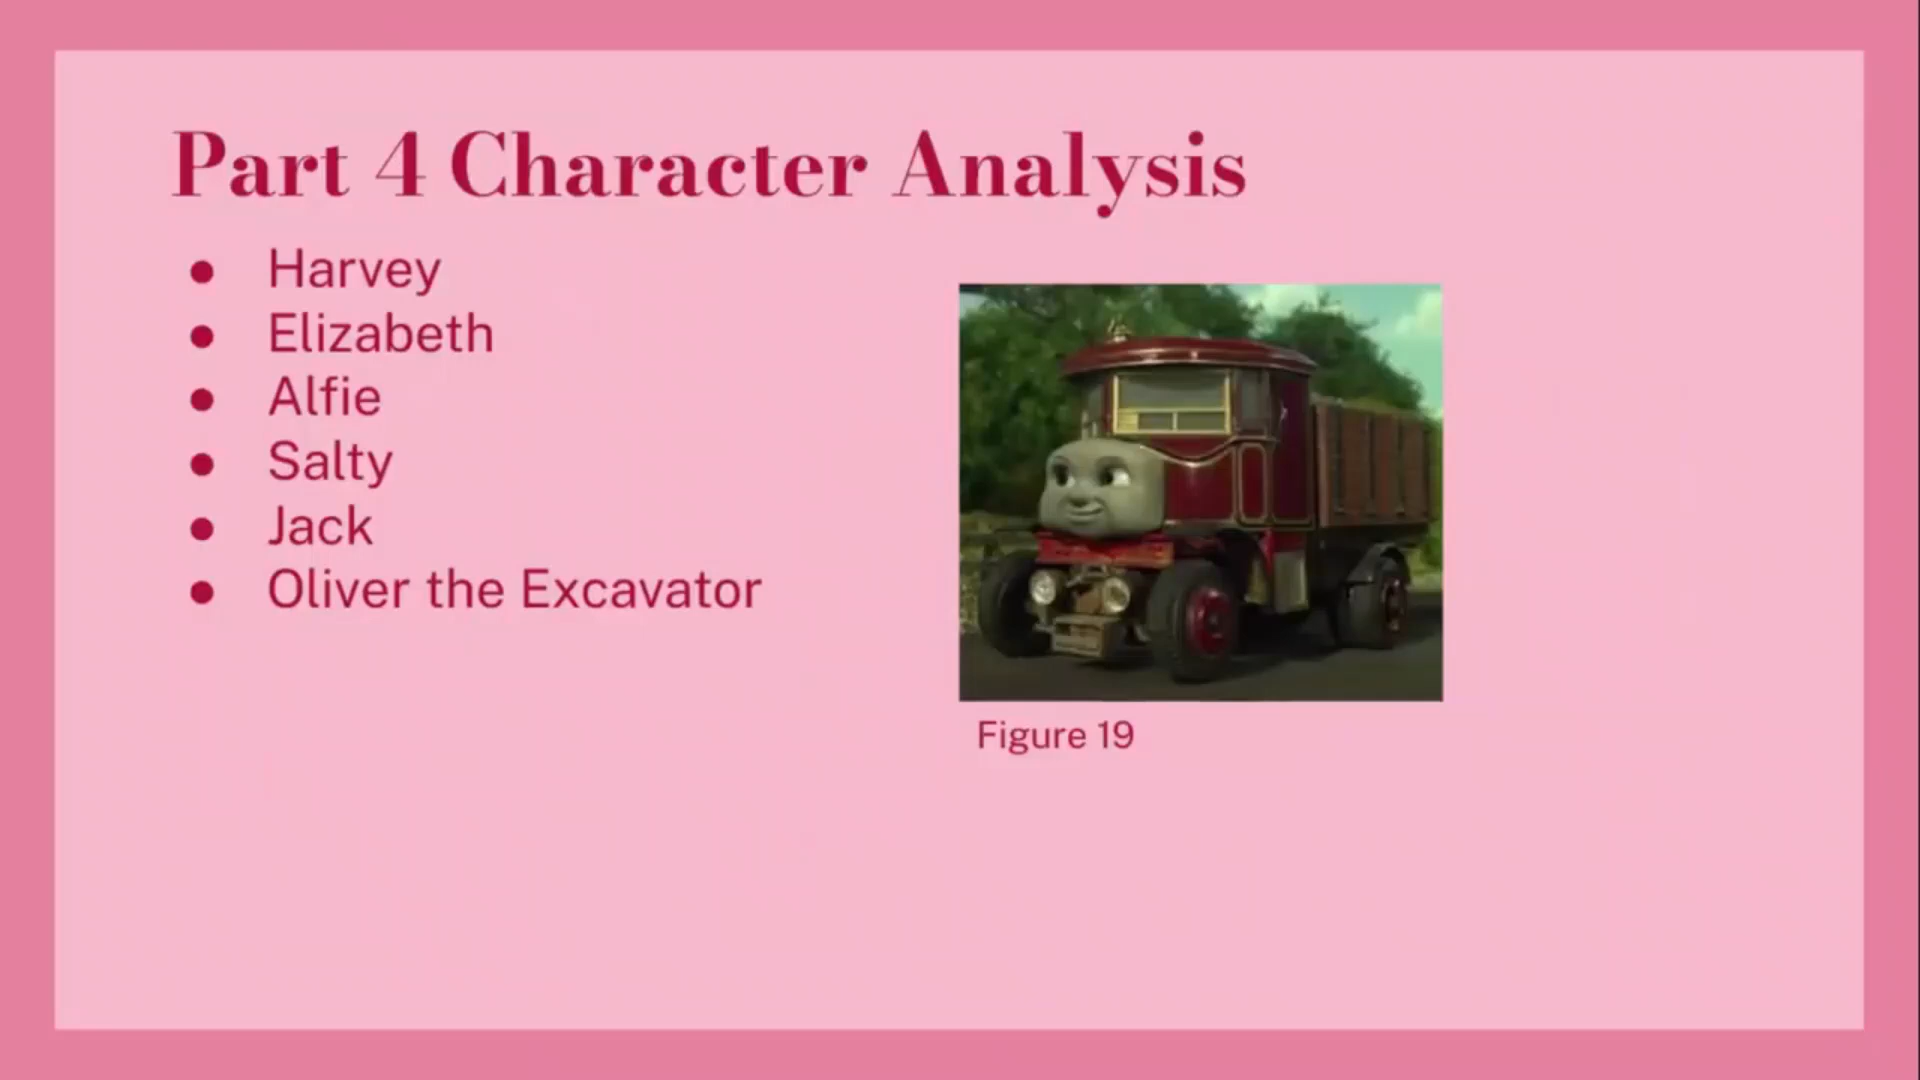 Part 4 Character Analysis
● Harvey
● Elizabeth
● Alfie
● Salty
● Jack
● Oliver the Excavator
Figure 19